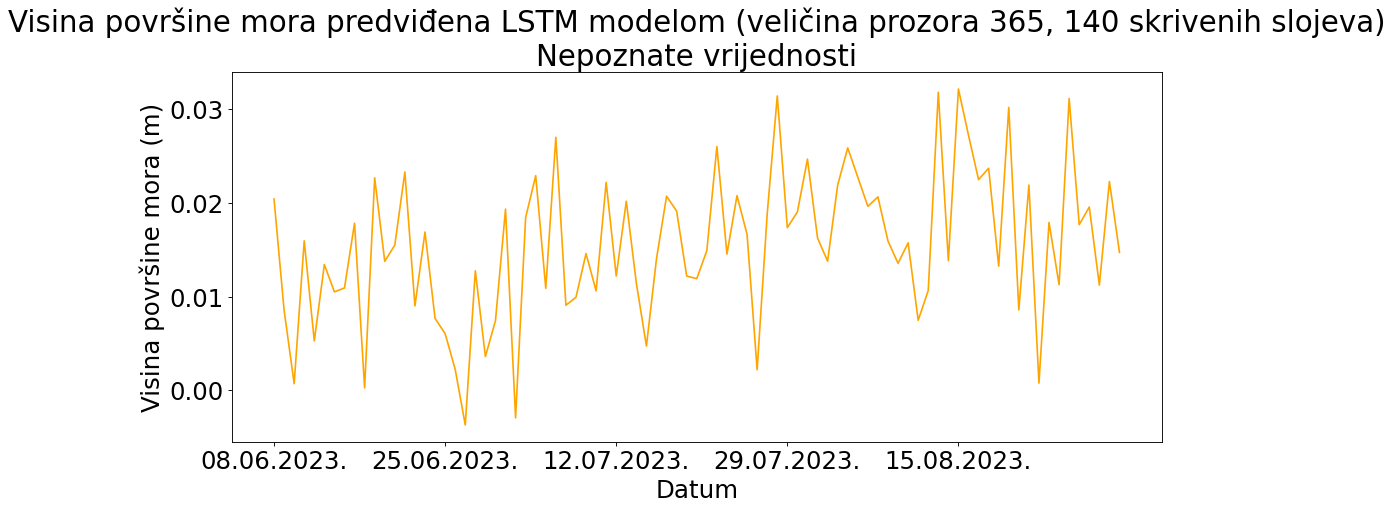 Visina površine mora predviđena LSTM modelom (veličina prozora 365, 140 skrivenih slojeva)
Nepoznate vrijednosti
Visina površine mora (m)
0.03
0.02
0.01
0.00
08.06.2023.
25.06.2023.
12.07.2023.
29.07.2023.
15.08.2023.
Datum